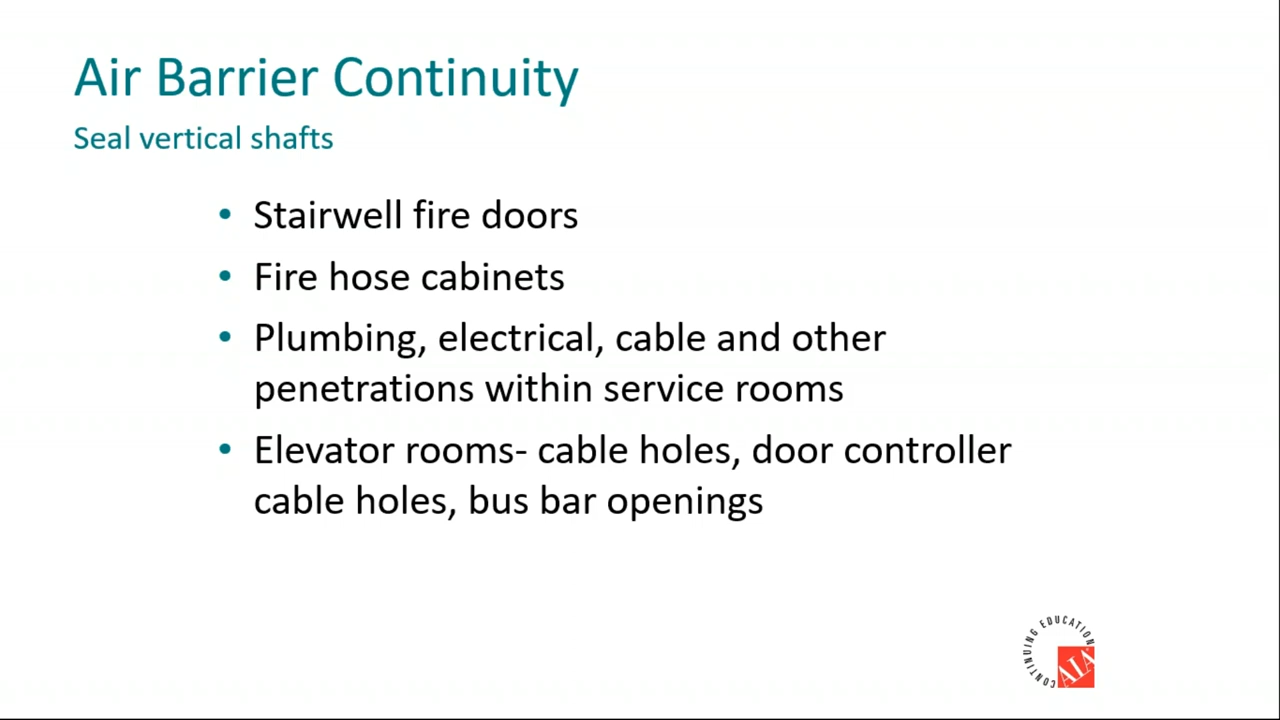 Air Barrier Continuity
Seal vertical shafts
• Stairwell fire doors
• Fire hose cabinets
• Plumbing, electrical, cable and other
penetrations within service rooms
• Elevator rooms- cable holes, door controller
cable holes, bus bar openings
CONTINUING EDUCATION
AIA